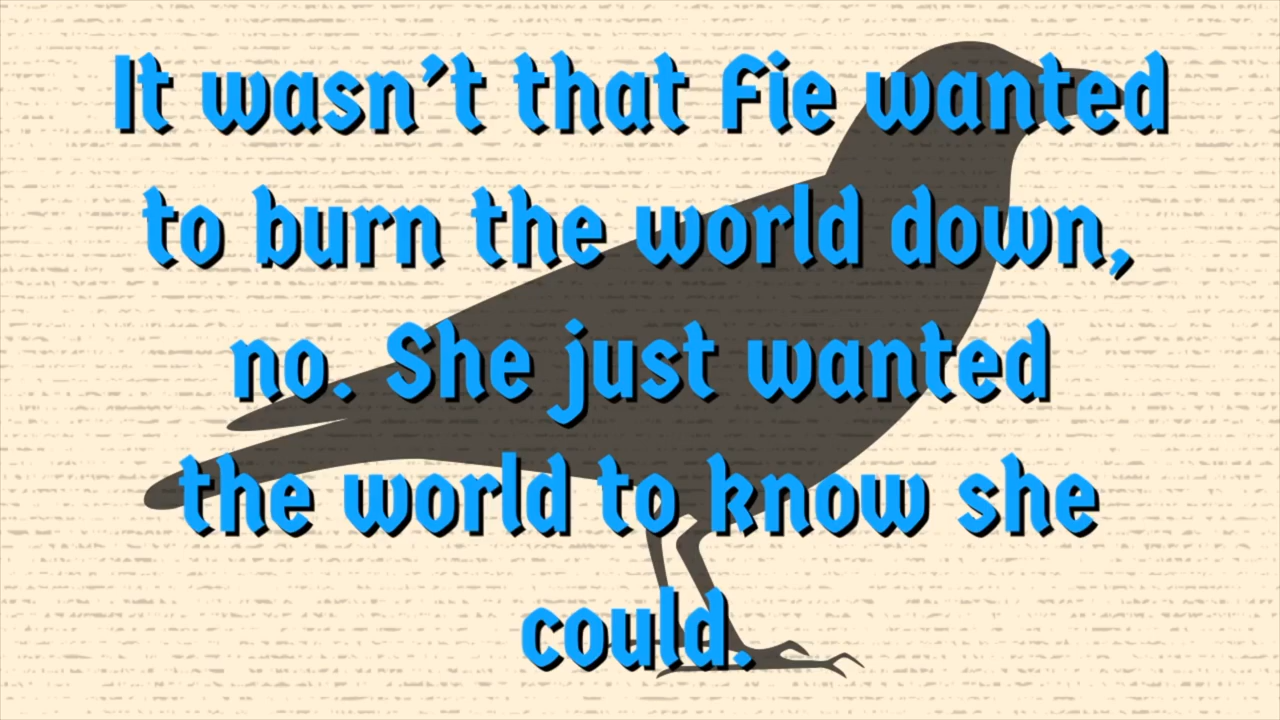 It wasn’t that Fie wanted
to burn the world down,
no. She just wanted
the world to know she
could.